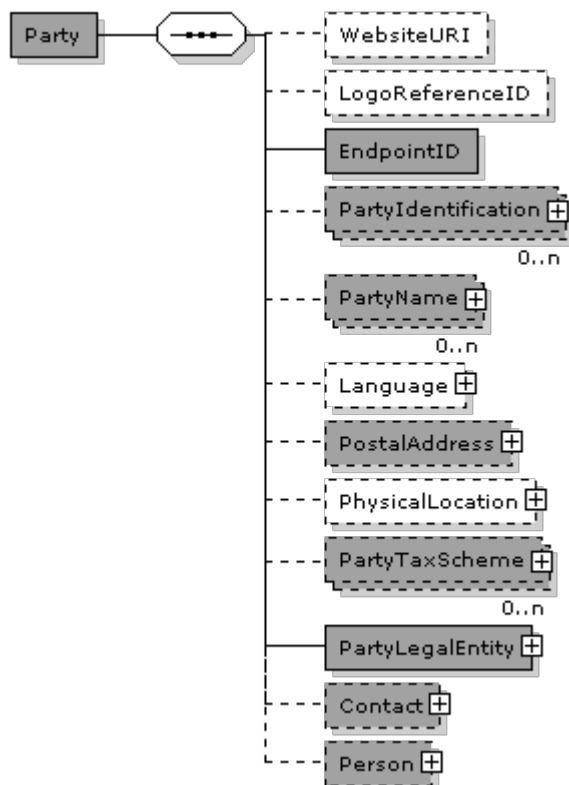 Party
WebsiteURI
LogoReferenceID
EndpointID
PartyIdentification
0..n
PartyName
0..n
Language
PostalAddress
PhysicalLocation
PartyTaxScheme
0..n
PartyLegalEntity
Contact
Person